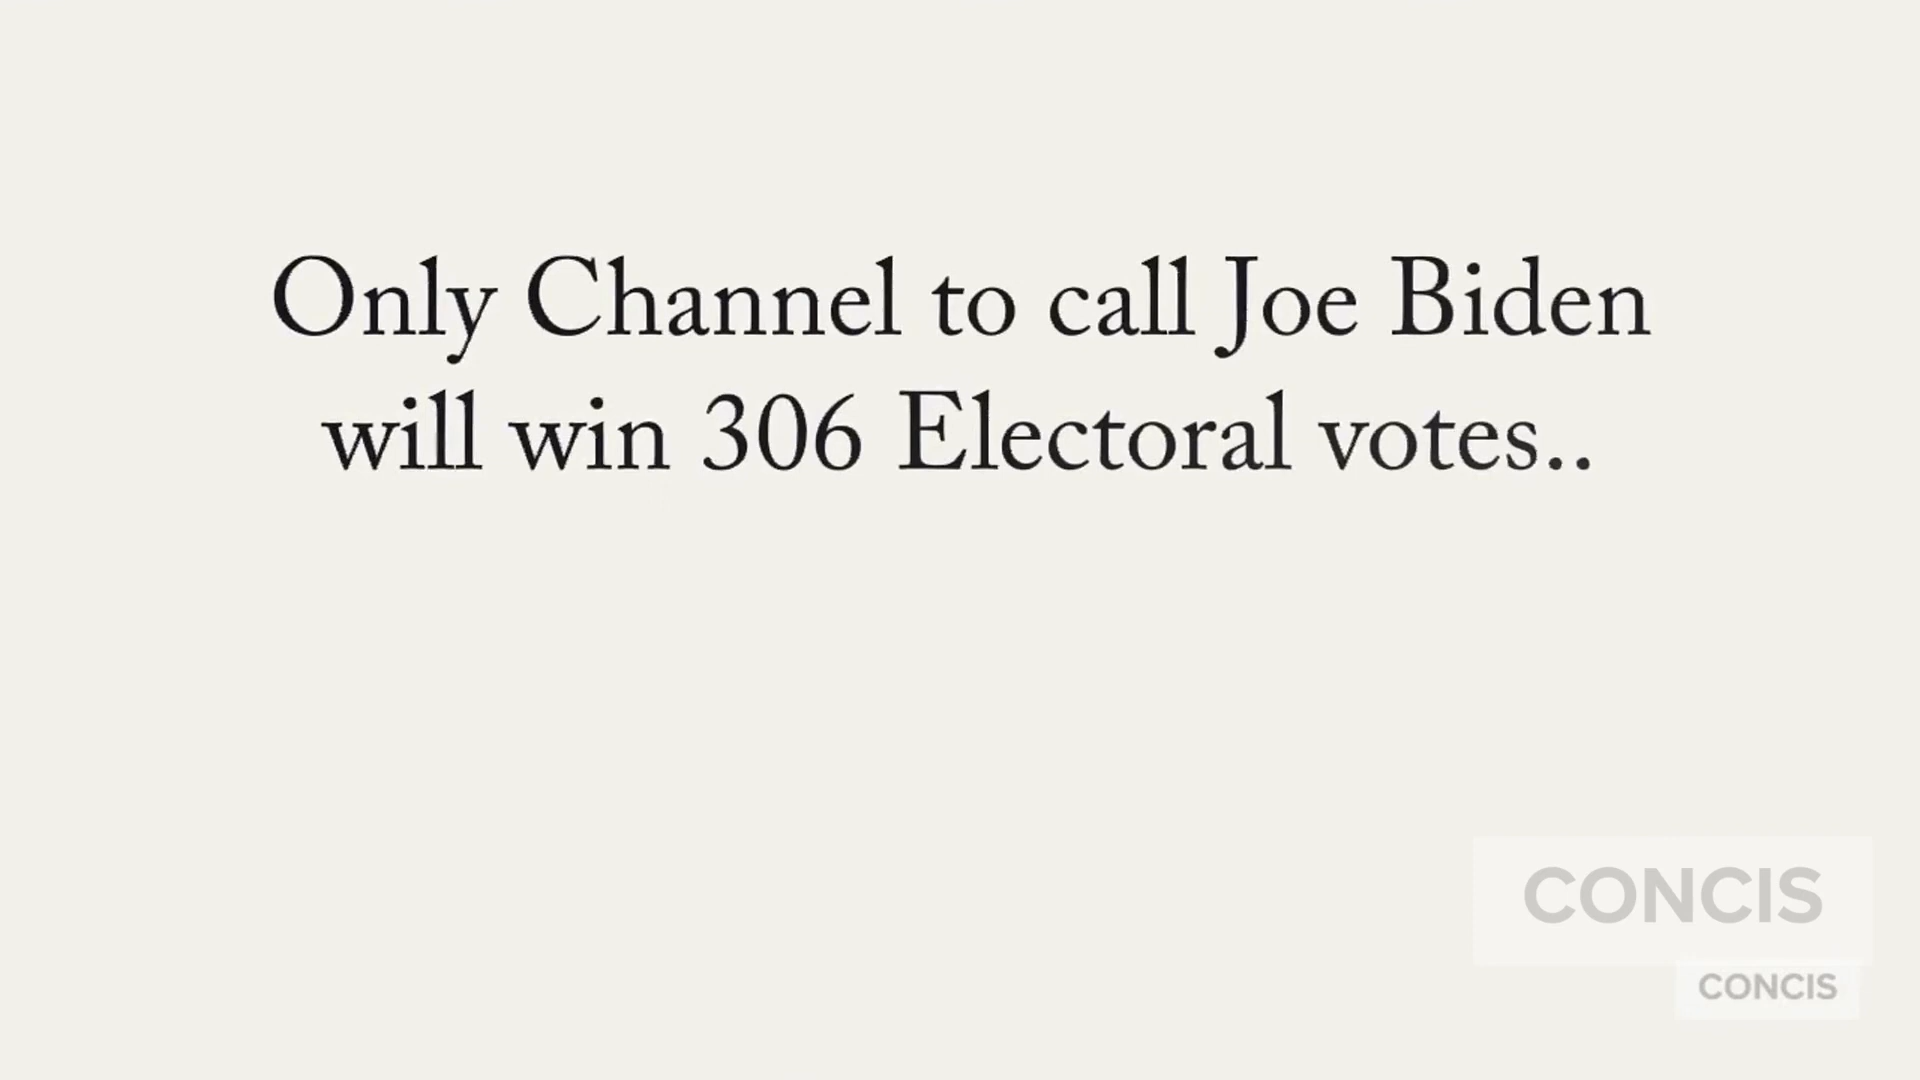 Only Channel to call Joe Biden
will win 306 Electoral votes..
CONCIS
CONCIS